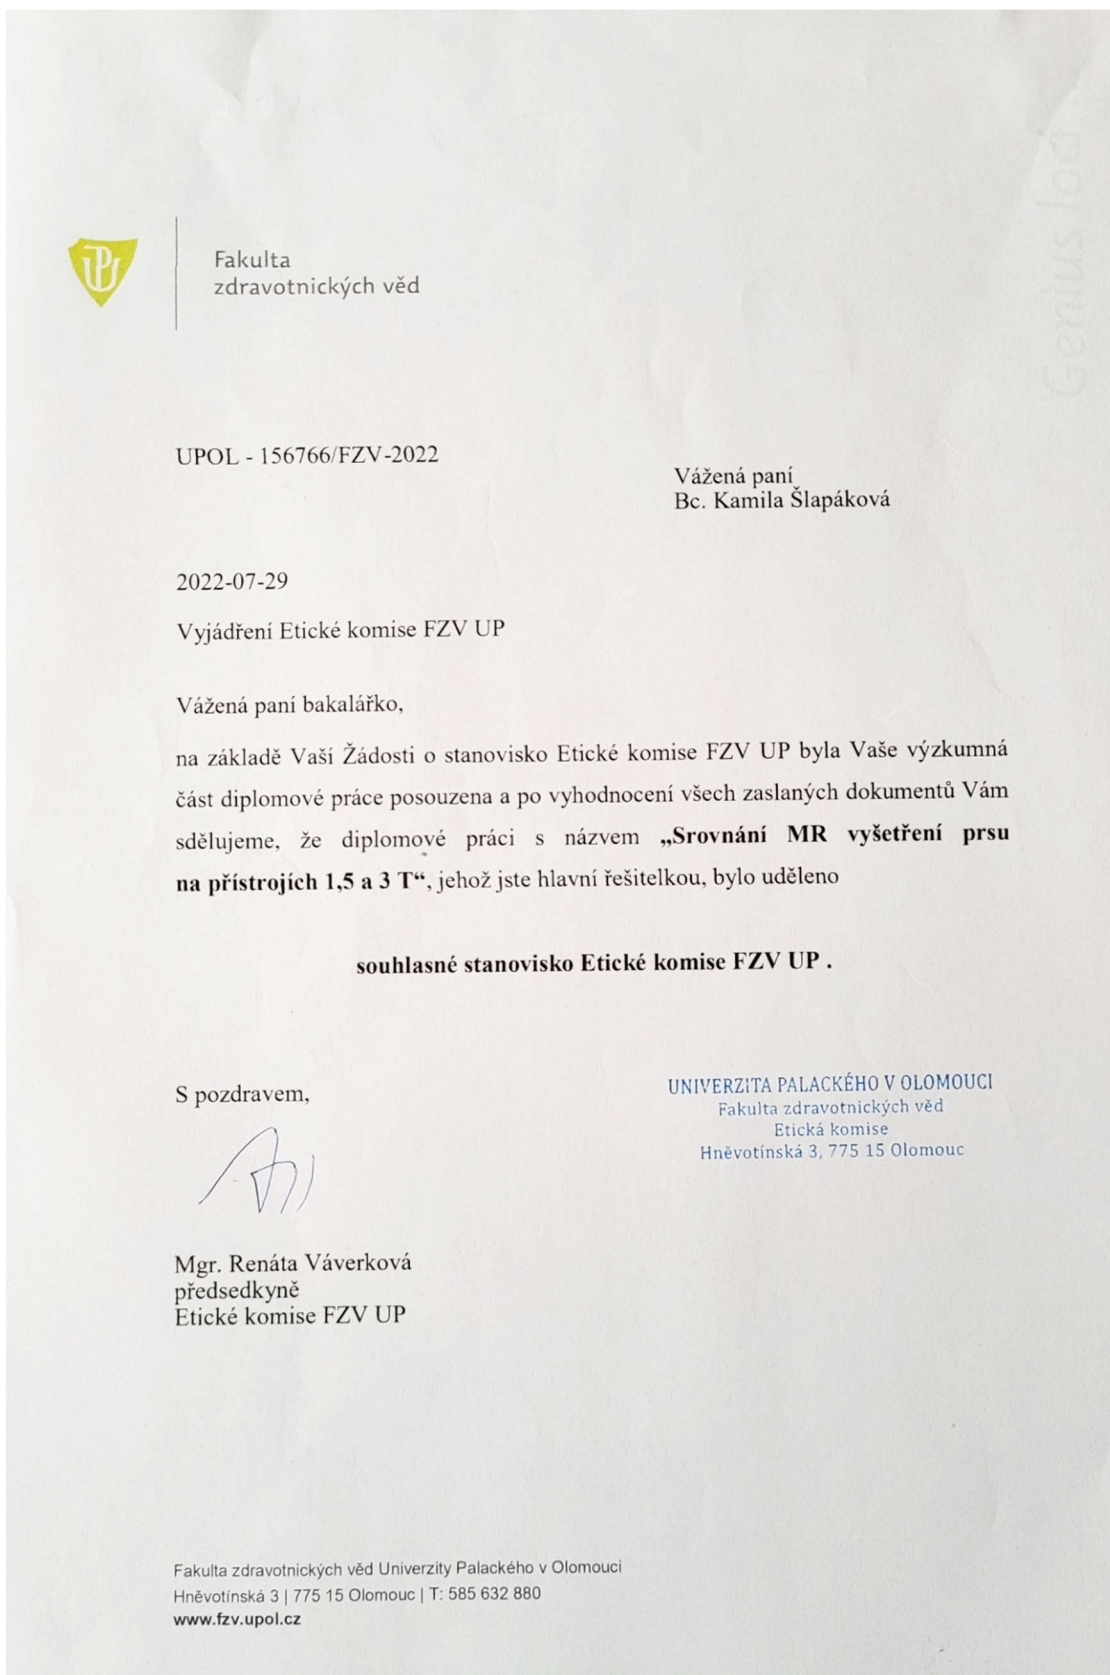 Genius loci
UP
Fakulta
zdravotnických věd
UPOL - 156766/FZV-2022
Vážená paní
Bc. Kamila Šlapáková
2022-07-29
Vyjádření Etické komise FZV UP
Vážená paní bakalářko,
na základě Vaší Žádosti o stanovisko Etické komise FZV UP byla Vaše výzkumná
část diplomové práce posouzena a po vyhodnocení všech zaslaných dokumentů Vám
sdělujeme, že diplomové práci s názvem „Srovnání MR vyšetření prsu
na přístrojích 1,5 a 3 T“, jehož jste hlavní řešitelkou, bylo uděleno
souhlasné stanovisko Etické komise FZV UP .
S pozdravem,
UNIVERZITA PALACKÉHO V OLOMOUCI
Fakulta zdravotnických věd
Etická komise
Hněvotínská 3, 775 15 Olomouc
Mgr. Renáta Váverková
předsedkyně
Etické komise FZV UP
Fakulta zdravotnických věd Univerzity Palackého v Olomouci
Hněvotínská 3 | 775 15 Olomouc | T: 585 632 880
www.fzv.upol.cz